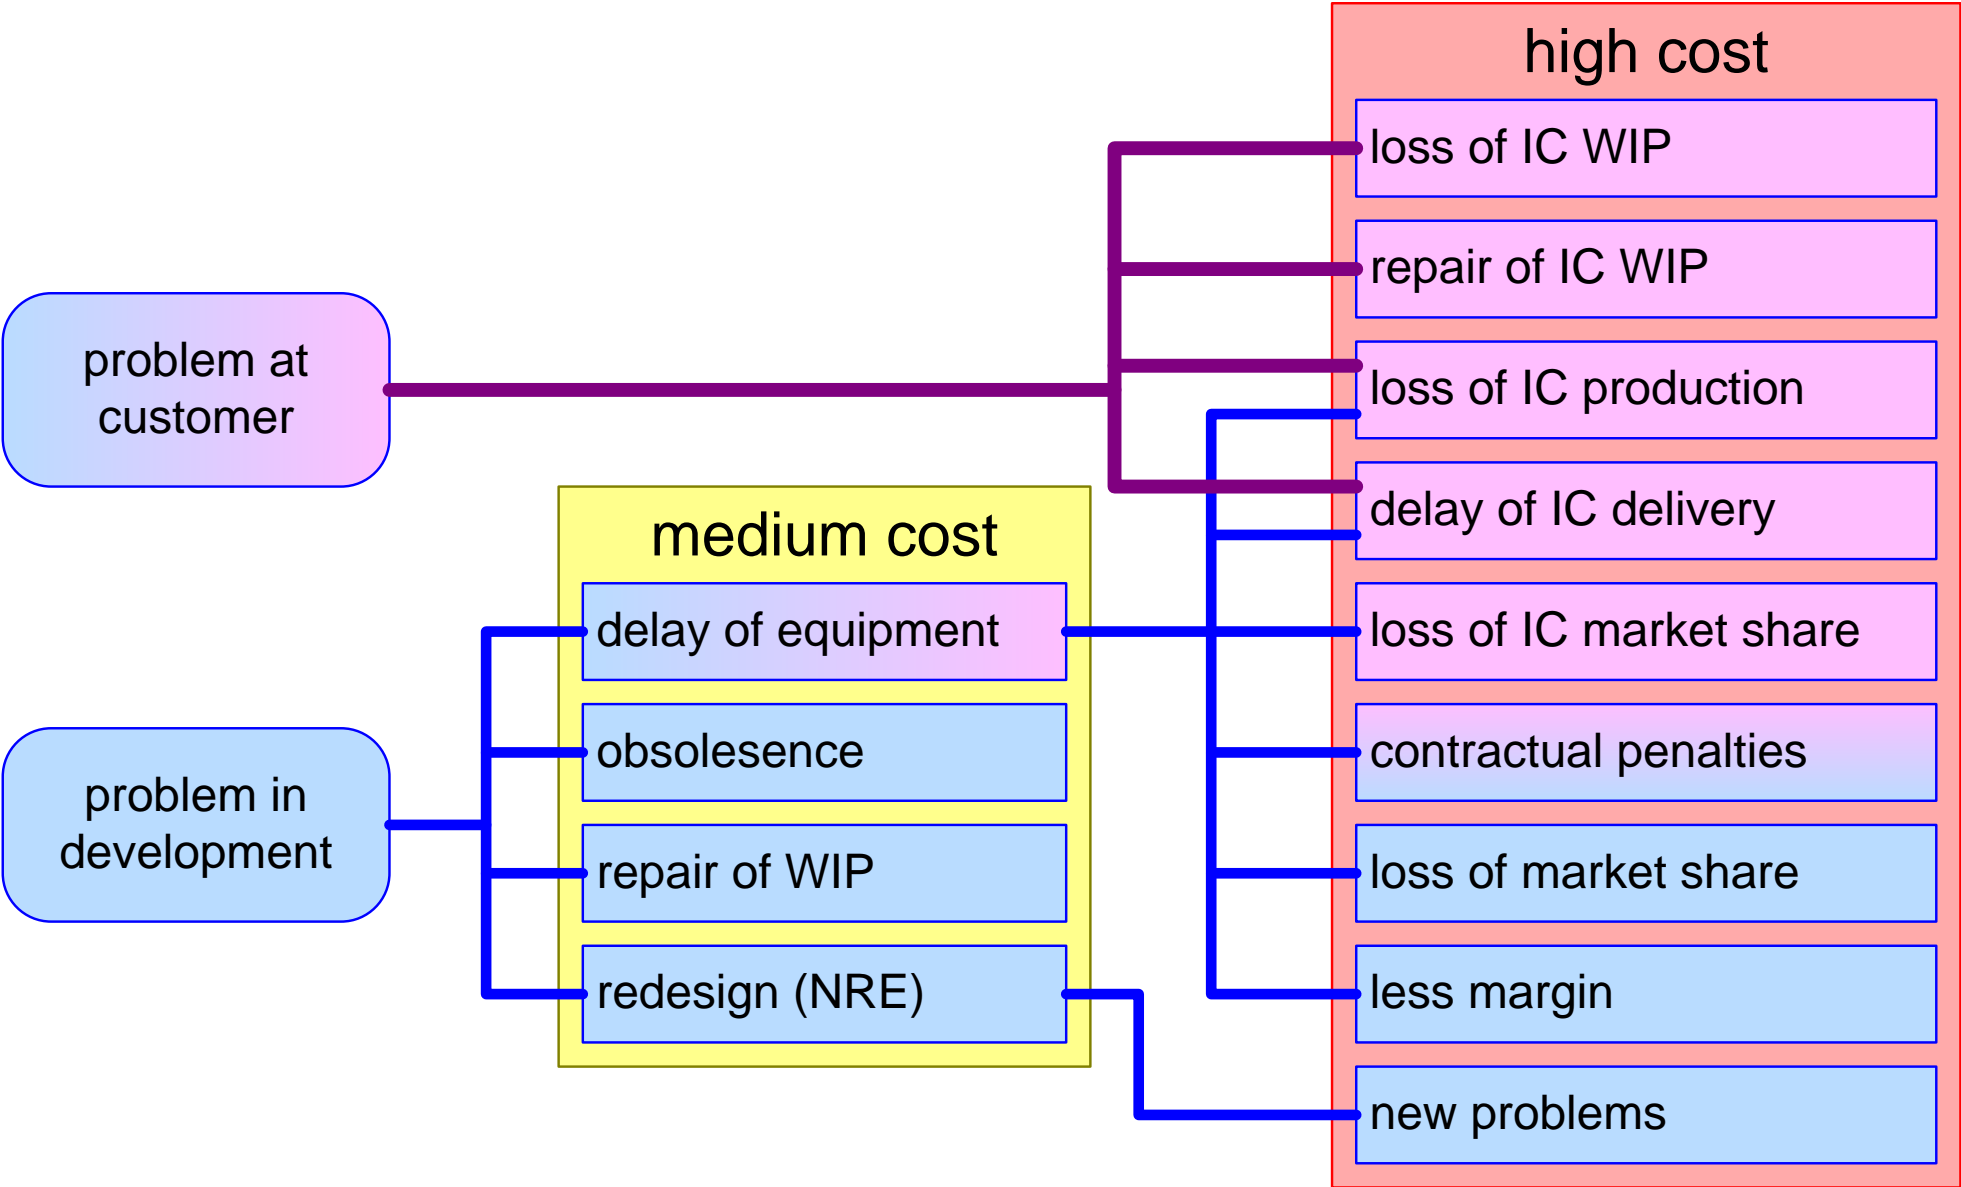 high cost
loss of IC WIP
repair of IC WIP
loss of IC production
delay of IC delivery
loss of IC market share
contractual penalties
loss of market share
less margin
new problems
problem at
customer
medium cost
delay of equipment
obsolesence
repair of WIP
redesign (NRE)
problem in
development